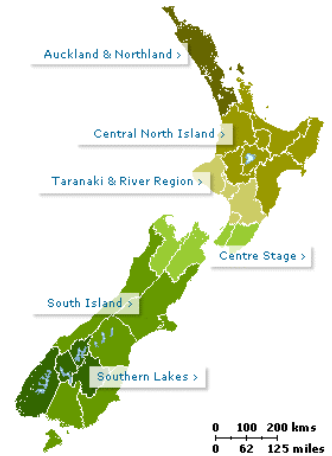 Auckland & Northland ›
Central North Island ›
Taranaki & River Region ›
Centre Stage ›
South Island ›
Southern Lakes ›
0 100 200 kms
0 62 125 miles